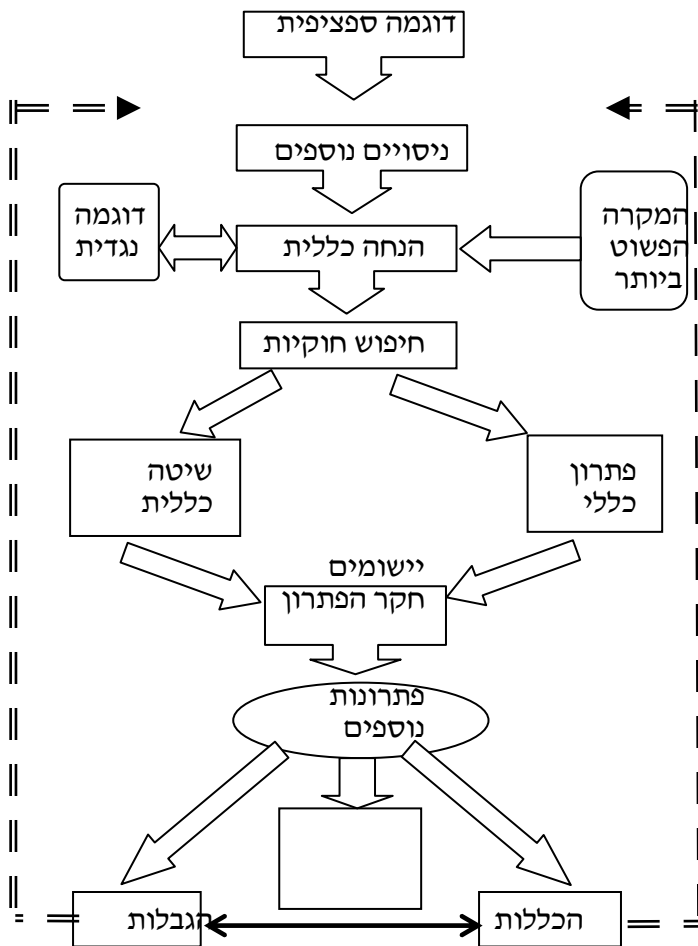 דוגמה ספציפית
ניסויים נוספים
המקרה
הפשוט
ביותר
הנחה כללית
דוגמה
נגדית
חיפוש חוקיות
פתרון
כללי
שיטה
כללית
יישומים
חקר הפתרון
פתרונות
נוספים
הכללות
הגבלות